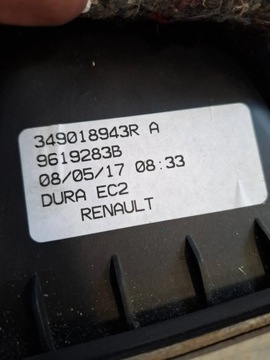 349018943R A
9619283B
08/05/17 08:33
DURA EC2
RENAULT